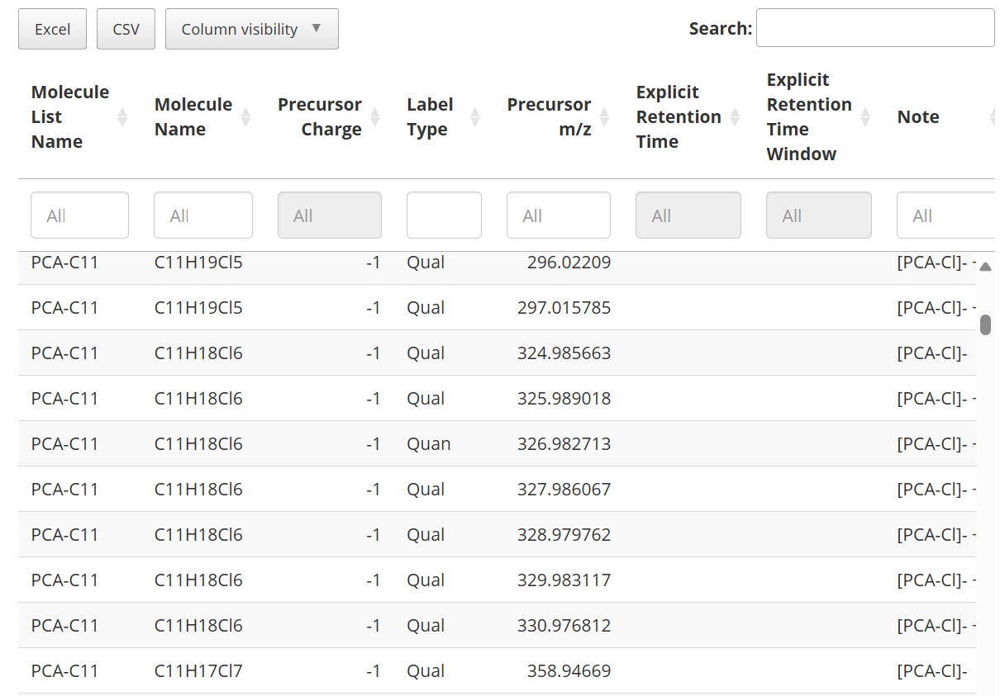 Excel CSV Column visibility ▼ Search:
Molecule List Name Molecule Name Precursor Charge Label Type Precursor m/z Explicit Retention Time Explicit Retention Time Window Note
All All All All All All All
PCA-C11 C11H19Cl5 -1 Qual 296.02209 [PCA-Cl]-
PCA-C11 C11H19Cl5 -1 Qual 297.015785 [PCA-Cl]-
PCA-C11 C11H18Cl6 -1 Qual 324.985663 [PCA-Cl]-
PCA-C11 C11H18Cl6 -1 Qual 325.989018 [PCA-Cl]-
PCA-C11 C11H18Cl6 -1 Quan 326.982713 [PCA-Cl]-
PCA-C11 C11H18Cl6 -1 Qual 327.986067 [PCA-Cl]-
PCA-C11 C11H18Cl6 -1 Qual 328.979762 [PCA-Cl]-
PCA-C11 C11H18Cl6 -1 Qual 329.983117 [PCA-Cl]-
PCA-C11 C11H18Cl6 -1 Qual 330.976812 [PCA-Cl]-
PCA-C11 C11H17Cl7 -1 Qual 358.94669 [PCA-Cl]-